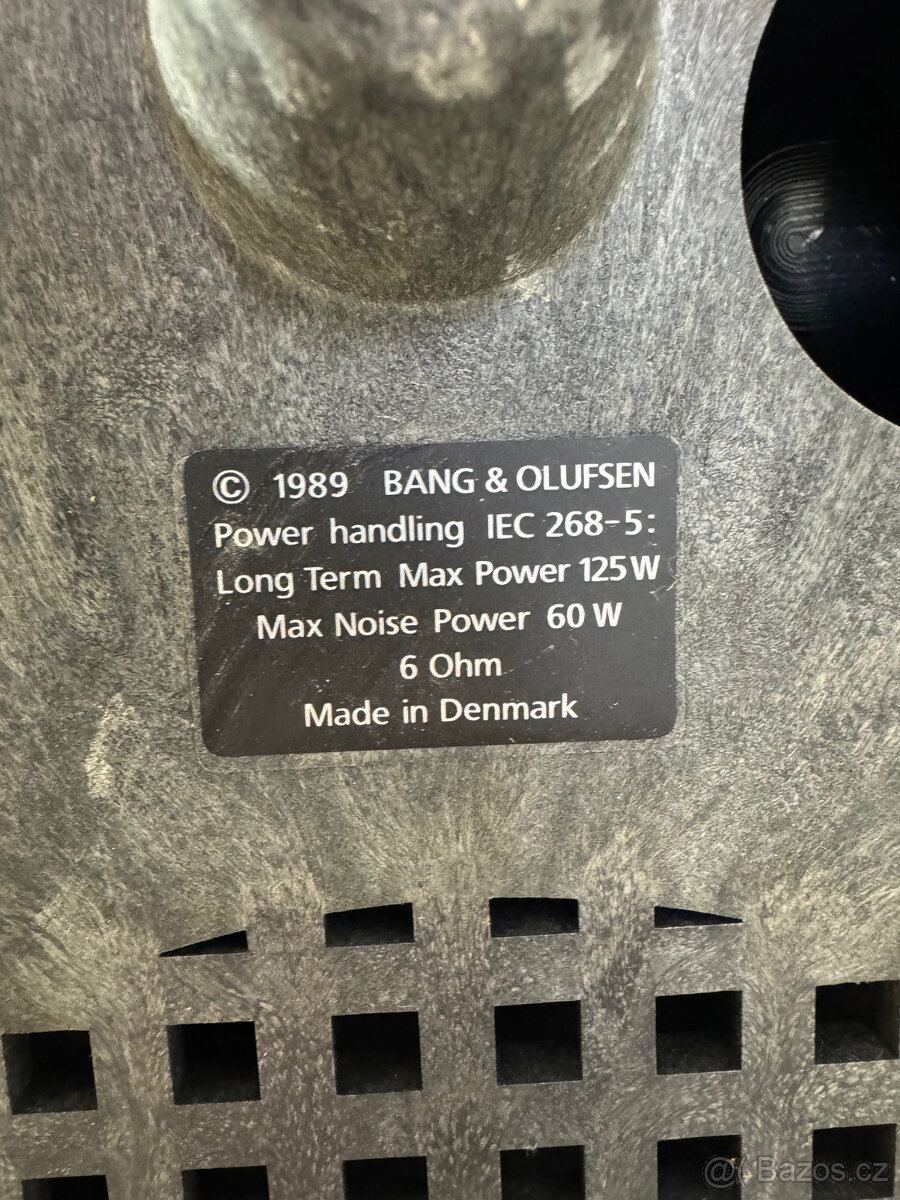 © 1989 BANG & OLUFSEN
Power handling IEC 268-5:
Long Term Max Power 125W
Max Noise Power 60 W
6 Ohm
Made in Denmark
@ Bazos.cz